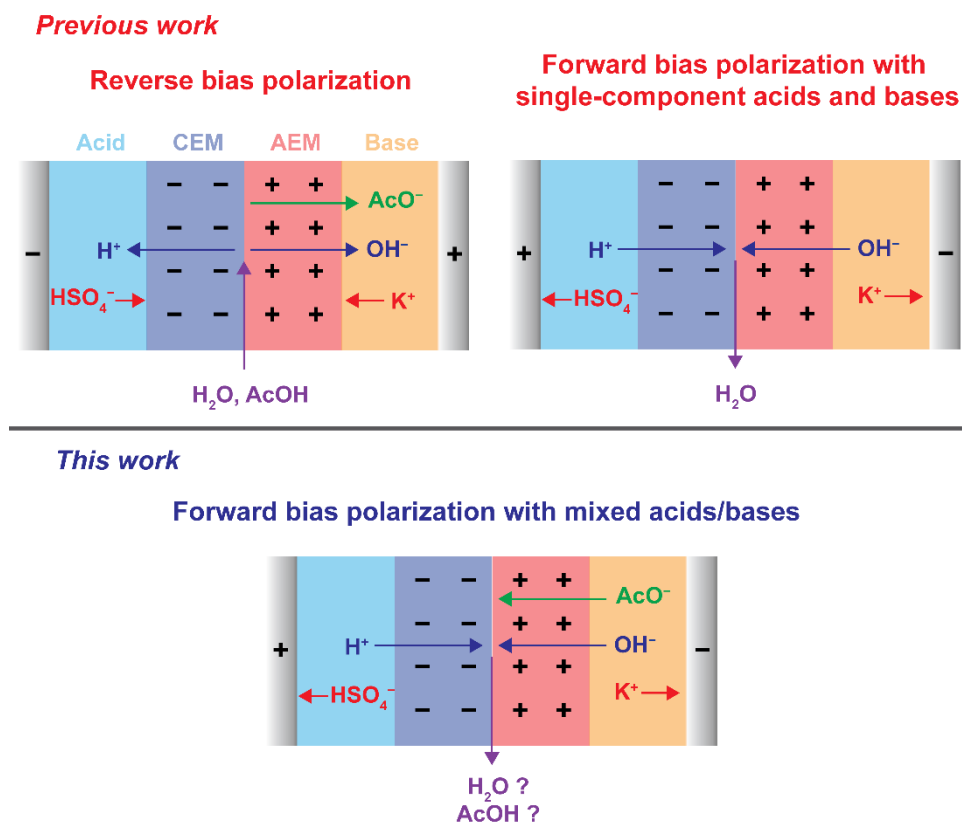 Previous work
Reverse bias polarization
Acid CEM AEM Base
− − + +
AcO⁻
− − + +
− H⁺ OH⁻ +
− − + +
HSO₄⁻ K⁺
− − + +
H₂O, AcOH
Forward bias polarization with
single-component acids and bases
− − + +
− − + +
+ H⁺ OH⁻ −
− − + +
HSO₄⁻ K⁺
− − + +
H₂O
This work
Forward bias polarization with mixed acids/bases
− − + +
AcO⁻
− − + +
+ H⁺ OH⁻ −
− − + +
HSO₄⁻ K⁺
− − + +
H₂O ?
AcOH ?